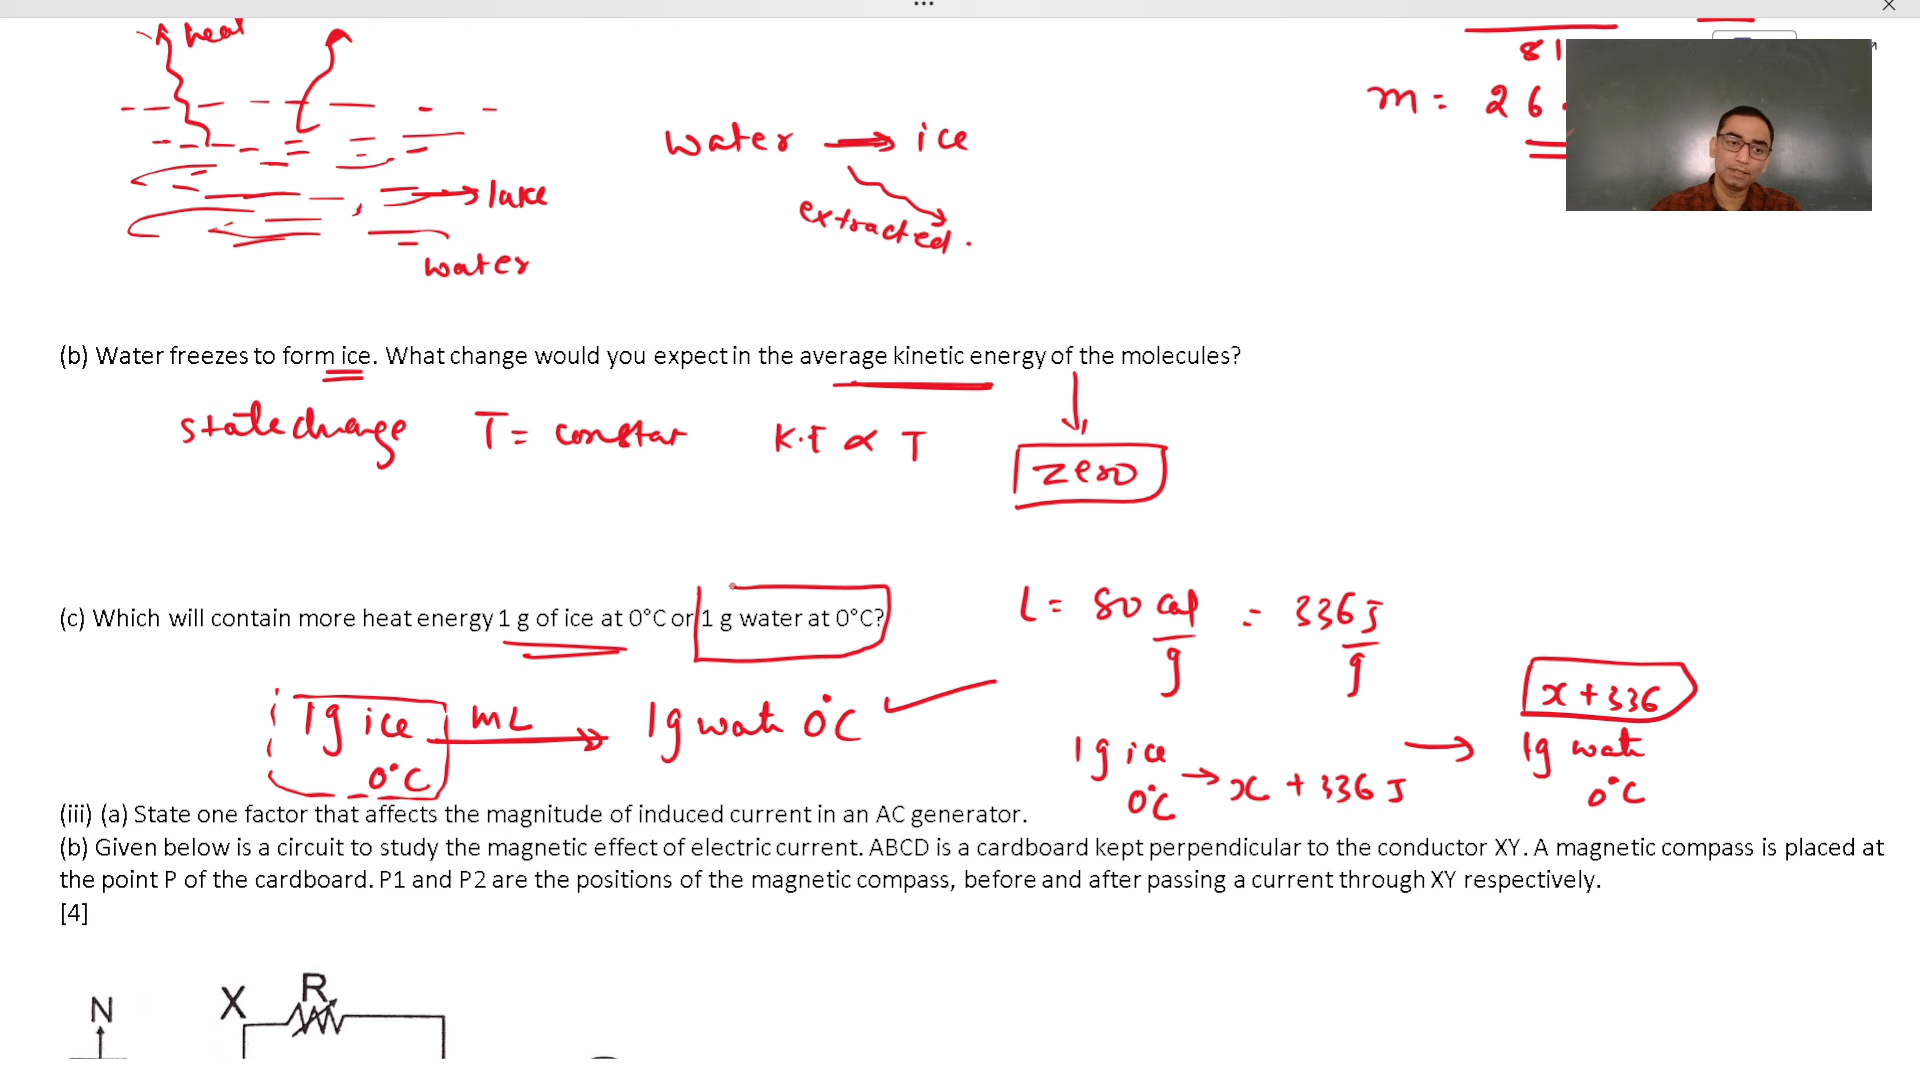 heat
81
m = 26
water → ice
extracted.
lake
water
(b) Water freezes to form ice. What change would you expect in the average kinetic energy of the molecules?
state change T = constar K.E ∝ T zero
(c) Which will contain more heat energy 1 g of ice at 0°C or 1 g water at 0°C?
L = 80 cal/g = 336 J/g
1g ice 0°C mL → 1g wat 0°C
x + 336
1g ice 0°C → x + 336 J → 1g wat 0°C
(iii) (a) State one factor that affects the magnitude of induced current in an AC generator.
(b) Given below is a circuit to study the magnetic effect of electric current. ABCD is a cardboard kept perpendicular to the conductor XY. A magnetic compass is placed at
the point P of the cardboard. P1 and P2 are the positions of the magnetic compass, before and after passing a current through XY respectively.
[4]
N X R